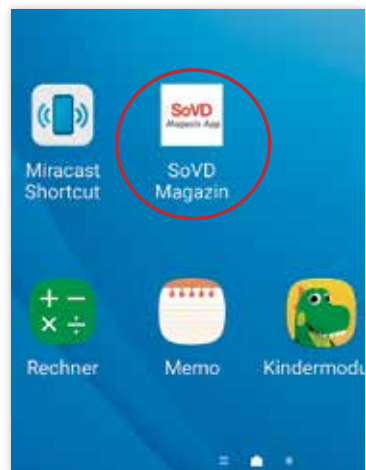 SoVD
Magazin App
Miracast
Shortcut
SoVD
Magazin
Rechner
Memo
Kindermodu